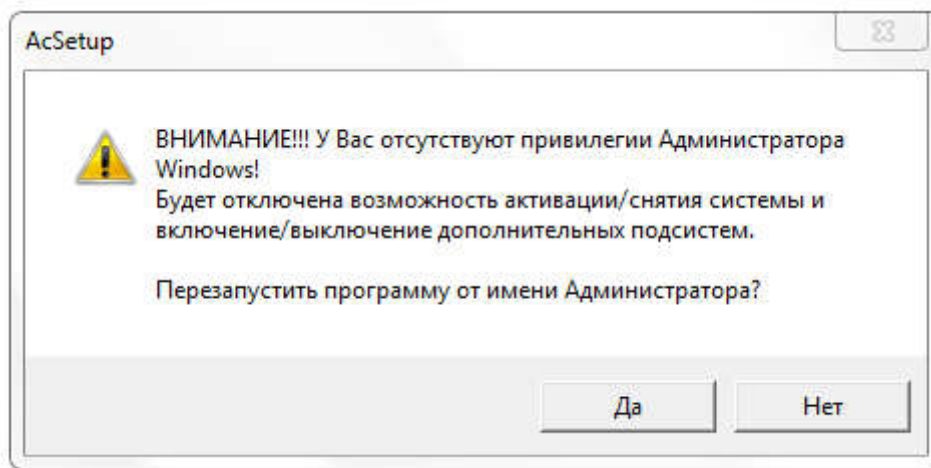 AcSetup
ВНИМАНИЕ!!! У Вас отсутствуют привилегии Администратора
Windows!
Будет отключена возможность активации/снятия системы и
включение/выключение дополнительных подсистем.
Перезапустить программу от имени Администратора?
Да
Нет